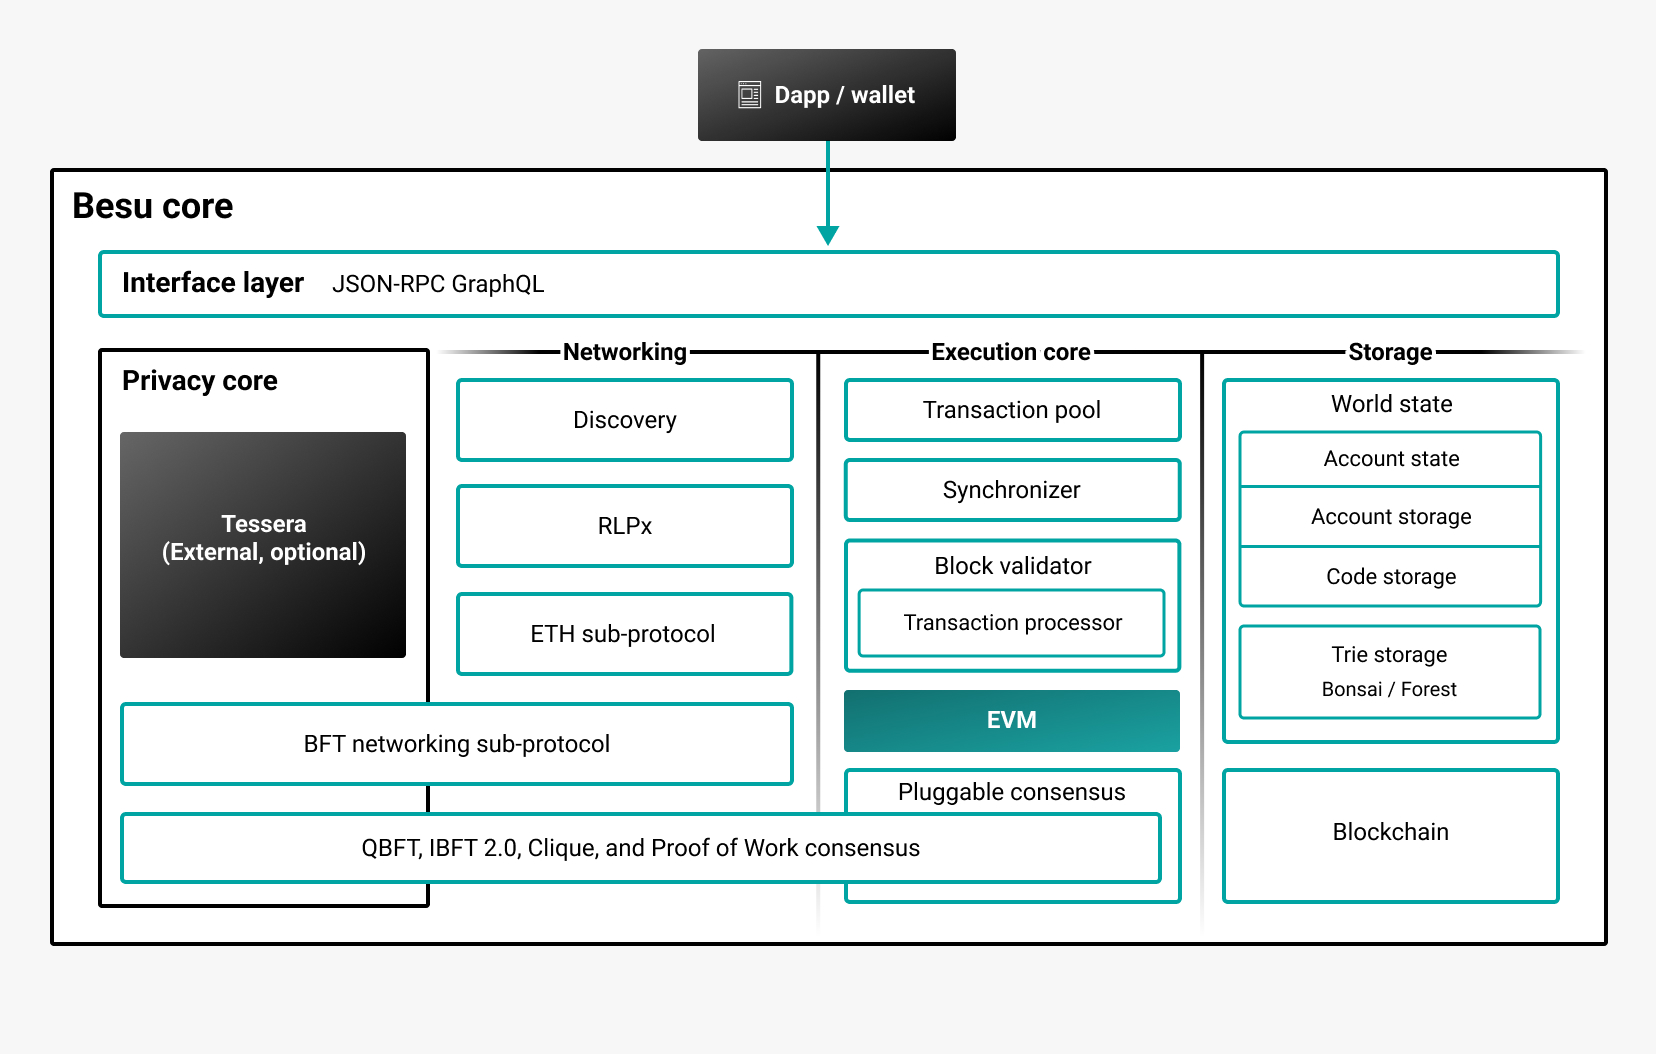 Dapp / wallet
Besu core
Interface layer JSON-RPC GraphQL
Privacy core
Tessera
(External, optional)
Networking
Discovery
RLPx
ETH sub-protocol
BFT networking sub-protocol
QBFT, IBFT 2.0, Clique, and Proof of Work consensus
Execution core
Transaction pool
Synchronizer
Block validator
Transaction processor
EVM
Pluggable consensus
Storage
World state
Account state
Account storage
Code storage
Trie storage
Bonsai / Forest
Blockchain